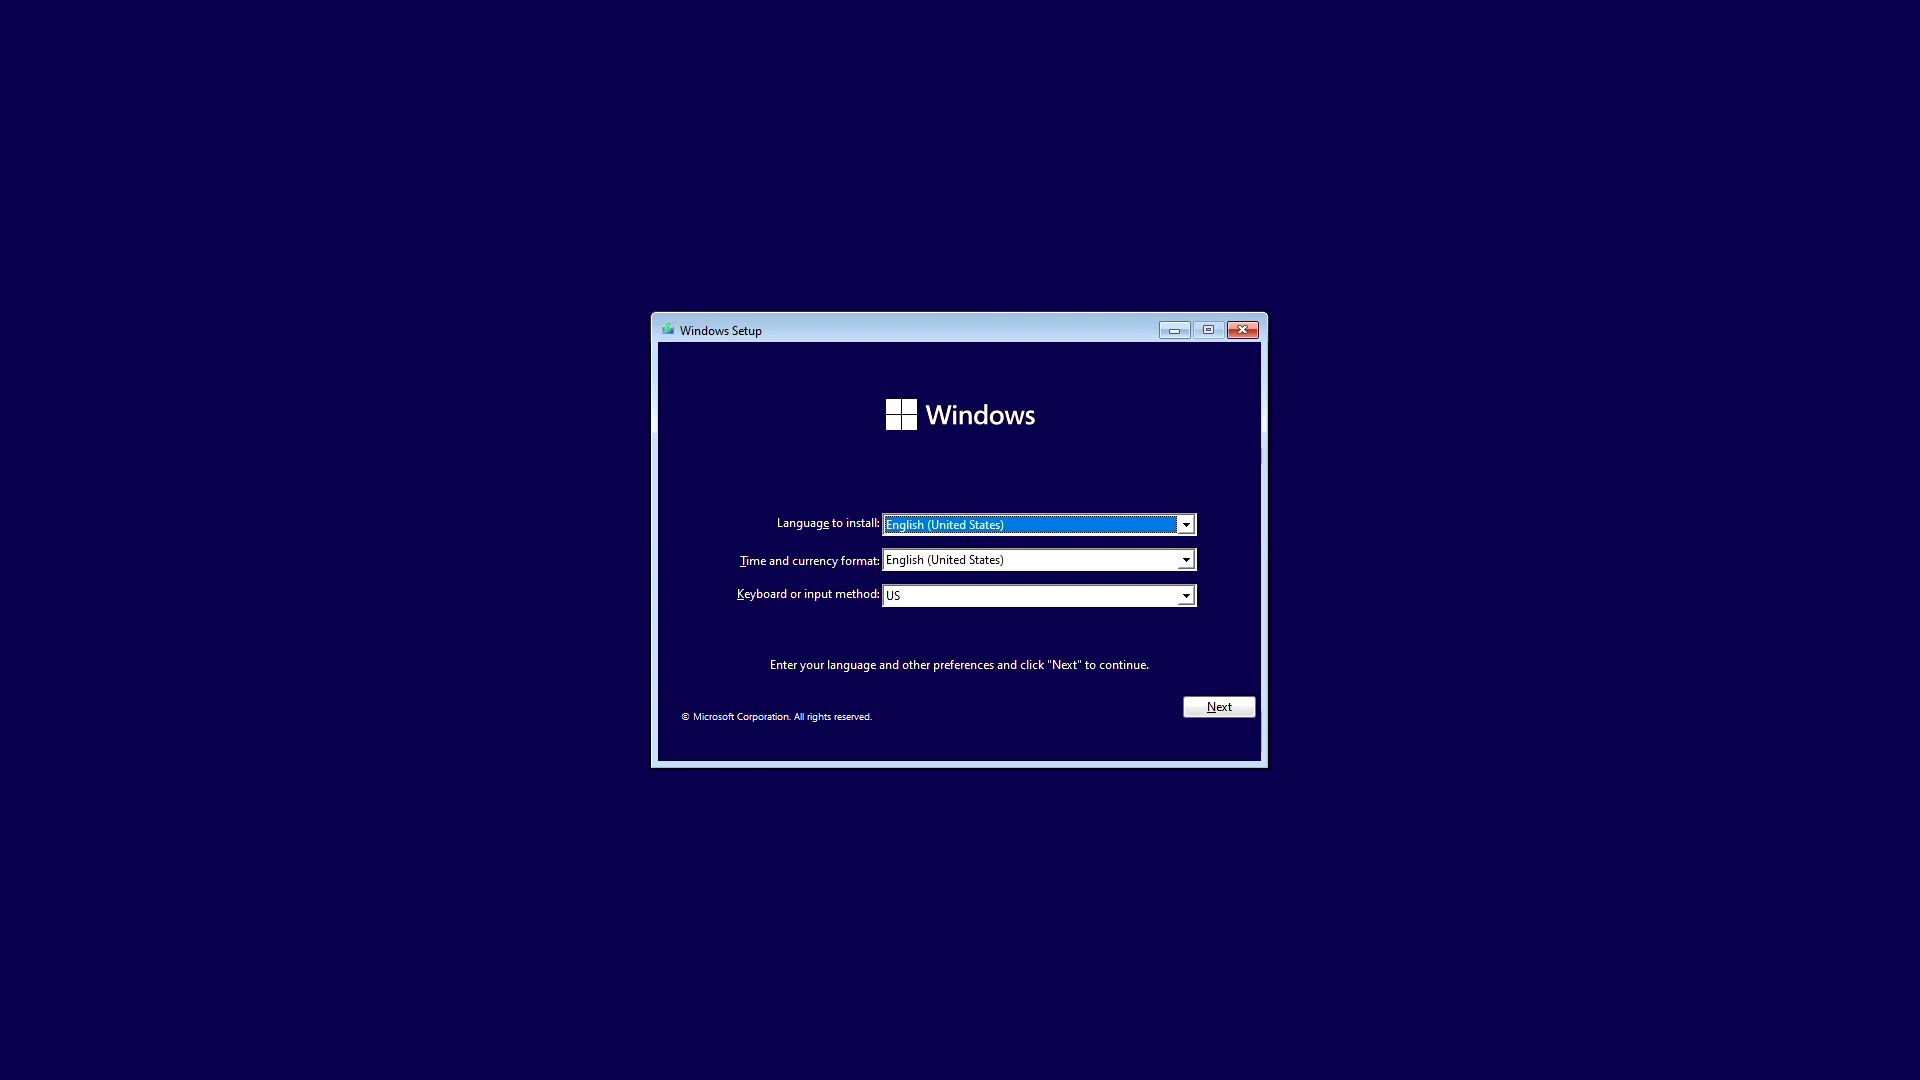 Windows Setup
Windows
Language to install: English (United States)
Time and currency format: English (United States)
Keyboard or input method: US
Enter your language and other preferences and click "Next" to continue.
Next
© Microsoft Corporation. All rights reserved.